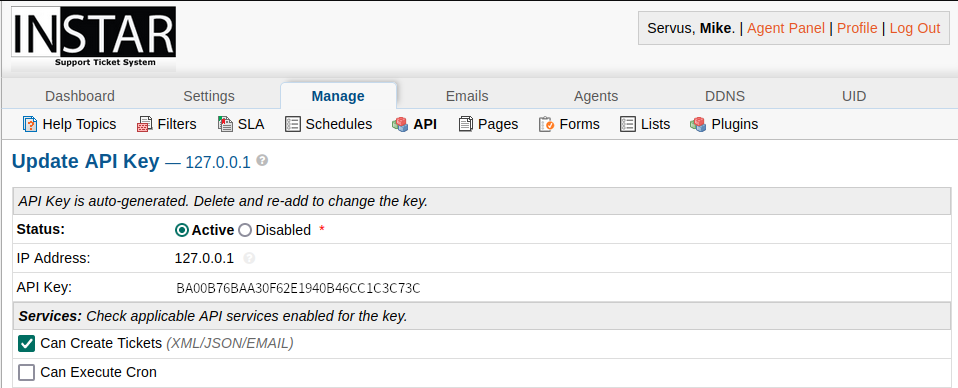 INSTAR
Support Ticket System
Servus, Mike. | Agent Panel | Profile | Log Out
Dashboard Settings Manage Emails Agents DDNS UID
Help Topics Filters SLA Schedules API Pages Forms Lists Plugins
Update API Key — 127.0.0.1 ?
API Key is auto-generated. Delete and re-add to change the key.
Status: Active Disabled *
IP Address: 127.0.0.1 ?
API Key: BA00B76BAA30F62E1940B46CC1C3C73C
Services: Check applicable API services enabled for the key.
Can Create Tickets (XML/JSON/EMAIL)
Can Execute Cron